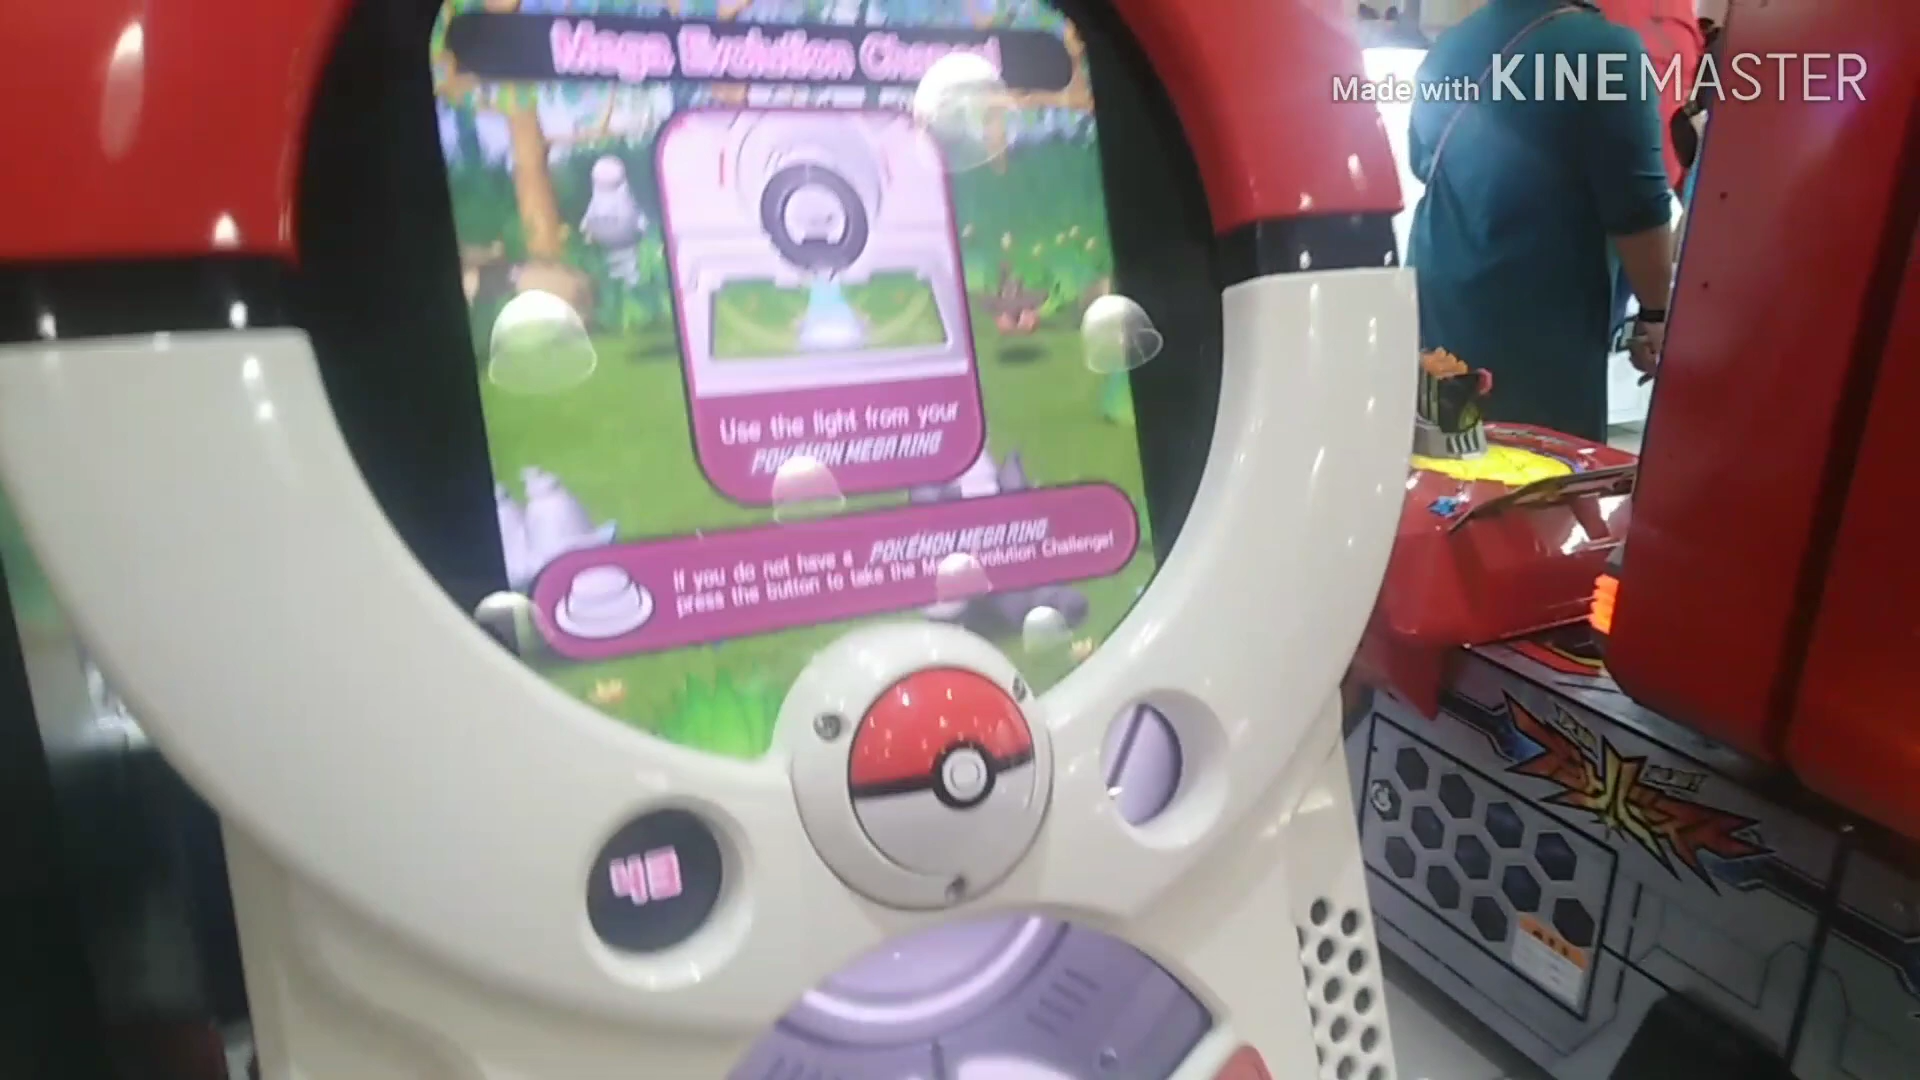 Made with KINEMASTER
Mega Evolution Chance!
Use the light from your
POKÉMON MEGA RING
If you do not have a POKÉMON MEGA RING
press the button to take the Mega Evolution Challenge!